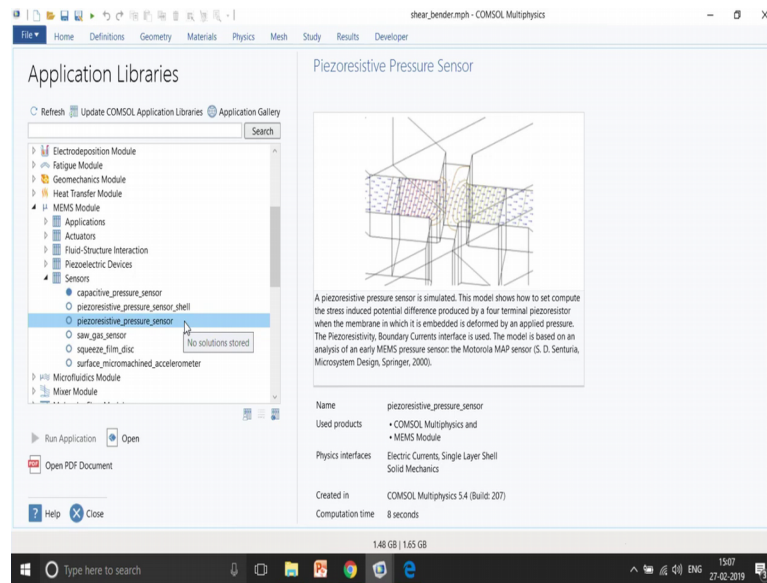 shear_bender.mph - COMSOL Multiphysics
File Home Definitions Geometry Materials Physics Mesh Study Results Developer
Application Libraries
Refresh Update COMSOL Application Libraries Application Gallery
Search
Electrodeposition Module
Fatigue Module
Geomechanics Module
Heat Transfer Module
MEMS Module
Applications
Actuators
Fluid-Structure Interaction
Piezoelectric Devices
Sensors
capacitive_pressure_sensor
piezoresistive_pressure_sensor_shell
piezoresistive_pressure_sensor
saw_gas_sensor
No solutions stored
squeeze_film_disc
surface_micromachined_accelerometer
Microfluidics Module
Mixer Module
Run Application Open
PDF Open PDF Document
? Help Close
Piezoresistive Pressure Sensor
A piezoresistive pressure sensor is simulated. This model shows how to set compute
the stress induced potential difference produced by a four terminal piezoresistor
when the membrane in which it is embedded is deformed by an applied pressure.
The Piezoresistivity, Boundary Currents interface is used. The model is based on an
analysis of an early MEMS pressure sensor: the Motorola MAP sensor (S. D. Senturia,
Microsystem Design, Springer, 2000).
Name piezoresistive_pressure_sensor
Used products • COMSOL Multiphysics and
• MEMS Module
Physics interfaces Electric Currents, Single Layer Shell
Solid Mechanics
Created in COMSOL Multiphysics 5.4 (Build: 207)
Computation time 8 seconds
1.48 GB | 1.65 GB
Type here to search
ENG
15:07
27-02-2019